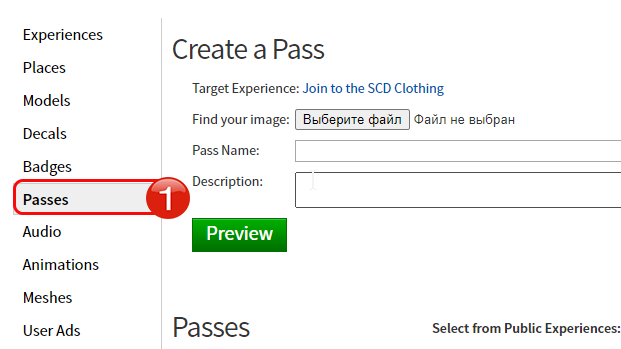 Experiences
Places
Models
Decals
Badges
Passes
1
Audio
Animations
Meshes
User Ads
Create a Pass
Target Experience: Join to the SCD Clothing
Find your image: Выберите файл Файл не выбран
Pass Name:
Description:
Preview
Passes
Select from Public Experiences: